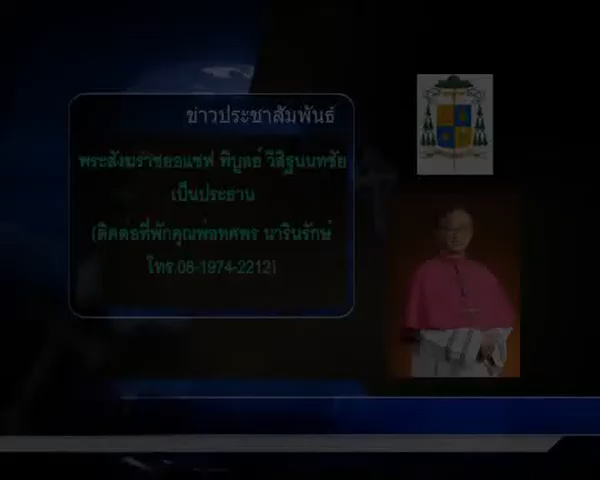 ข่าวประชาสัมพันธ์
พระสังฆราชยอแซฟ พิบูลย์ วิสิฐนนทชัย
เป็นประธาน
(ติดต่อที่พักคุณพ่อทศพร นารินรักษ์
โทร.08-1974-2212)